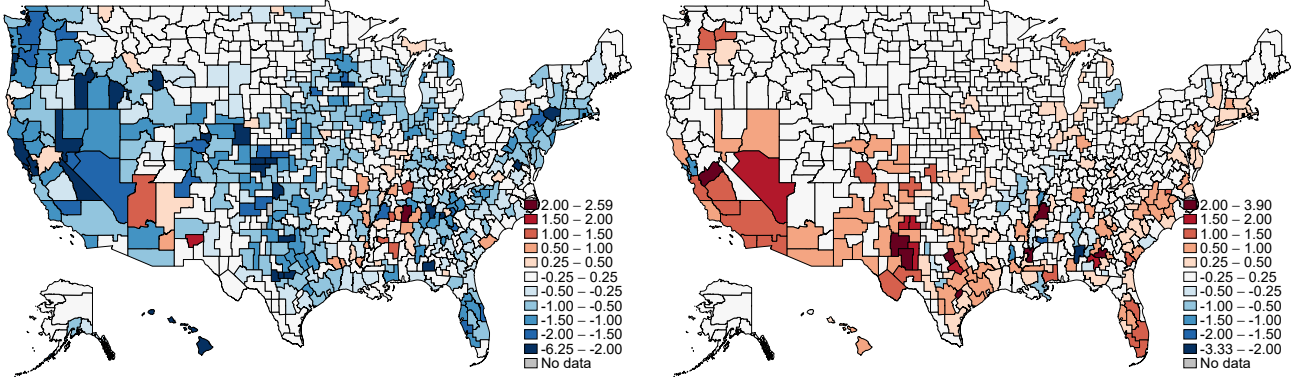 2.00 – 2.59
1.50 – 2.00
1.00 – 1.50
0.50 – 1.00
0.25 – 0.50
-0.25 – 0.25
-0.50 – -0.25
-1.00 – -0.50
-1.50 – -1.00
-2.00 – -1.50
-6.25 – -2.00
No data
2.00 – 3.90
1.50 – 2.00
1.00 – 1.50
0.50 – 1.00
0.25 – 0.50
-0.25 – 0.25
-0.50 – -0.25
-1.00 – -0.50
-1.50 – -1.00
-2.00 – -1.50
-3.33 – -2.00
No data